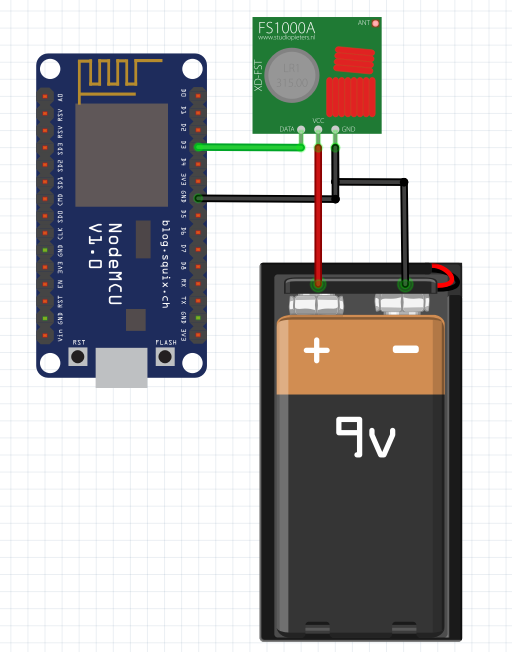 FS1000A
www.studiopieters.nl
ANT
XD-FST
LRJ
315.00
DATA
VCC
GND
A0
RSV
RSV
SD3
SD2
SD1
CMD
SD0
CLK
GND
3V3
EN
RST
GND
Vin
D0
D1
D2
D3
D4
3V3
GND
D5
D6
D7
D8
RX
TX
GND
3V3
NodeMCU
V1.0
blog.squix.ch
RST
FLASH
+
−
9v